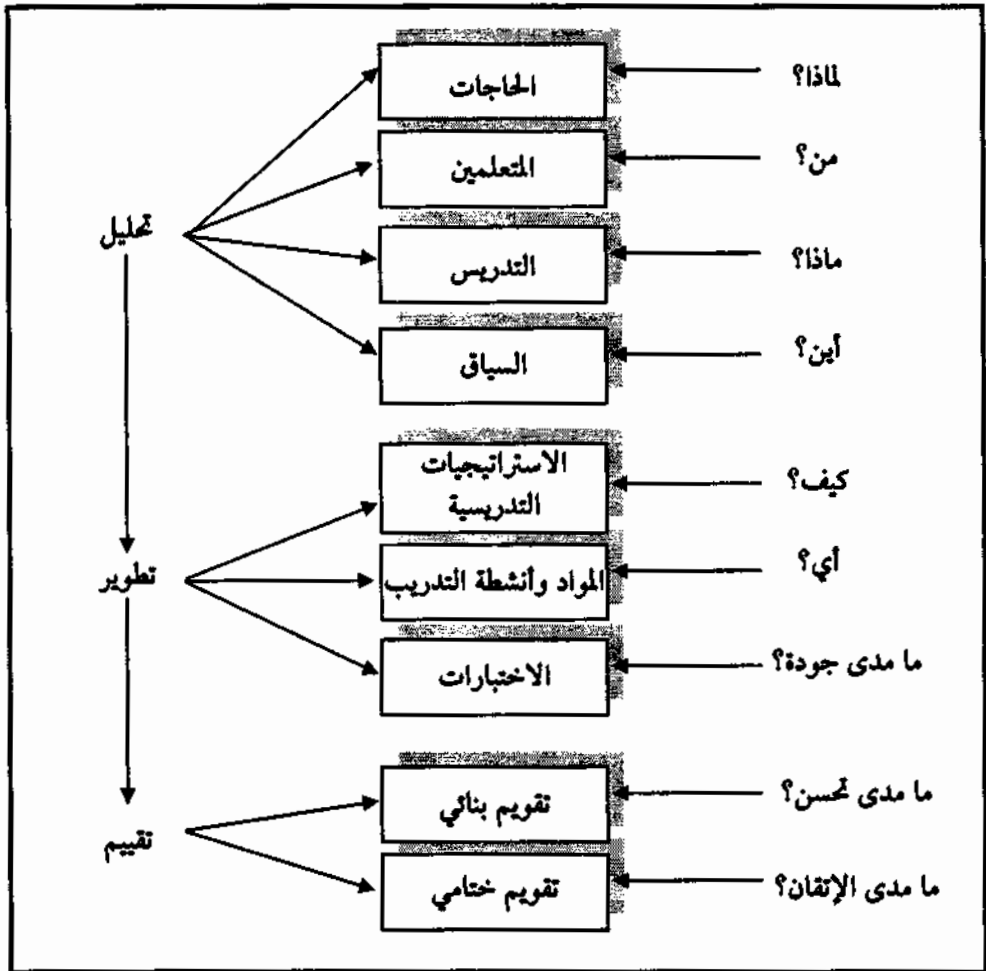 لماذا؟
الحاجات
من؟
المتعلمين
تحليل
ماذا؟
التدريس
أين؟
السياق
كيف؟
الاستراتيجيات
التدريسية
أي؟
المواد وأنشطة التدريب
تطوير
ما مدى جودة؟
الاختبارات
ما مدى تحسن؟
تقويم بنائي
تقييم
ما مدى الإتقان؟
تقويم ختامي